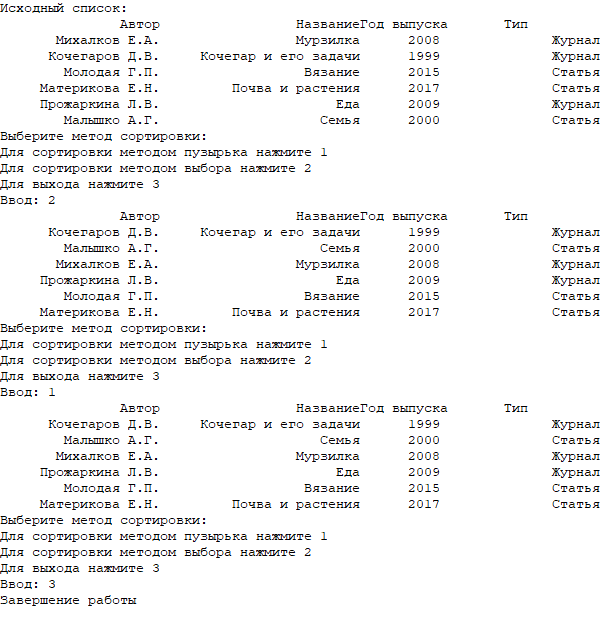 Исходный список:
Автор НазваниеГод выпуска Тип
Михалков Е.А. Мурзилка 2008 Журнал
Кочегаров Д.В. Кочегар и его задачи 1999 Журнал
Молодая Г.П. Вязание 2015 Статья
Материкова Е.Н. Почва и растения 2017 Статья
Прожаркина Л.В. Еда 2009 Журнал
Малышко А.Г. Семья 2000 Статья
Выберите метод сортировки:
Для сортировки методом пузырька нажмите 1
Для сортировки методом выбора нажмите 2
Для выхода нажмите 3
Ввод: 2
Автор НазваниеГод выпуска Тип
Кочегаров Д.В. Кочегар и его задачи 1999 Журнал
Малышко А.Г. Семья 2000 Статья
Михалков Е.А. Мурзилка 2008 Журнал
Прожаркина Л.В. Еда 2009 Журнал
Молодая Г.П. Вязание 2015 Статья
Материкова Е.Н. Почва и растения 2017 Статья
Выберите метод сортировки:
Для сортировки методом пузырька нажмите 1
Для сортировки методом выбора нажмите 2
Для выхода нажмите 3
Ввод: 1
Автор НазваниеГод выпуска Тип
Кочегаров Д.В. Кочегар и его задачи 1999 Журнал
Малышко А.Г. Семья 2000 Статья
Михалков Е.А. Мурзилка 2008 Журнал
Прожаркина Л.В. Еда 2009 Журнал
Молодая Г.П. Вязание 2015 Статья
Материкова Е.Н. Почва и растения 2017 Статья
Выберите метод сортировки:
Для сортировки методом пузырька нажмите 1
Для сортировки методом выбора нажмите 2
Для выхода нажмите 3
Ввод: 3
Завершение работы